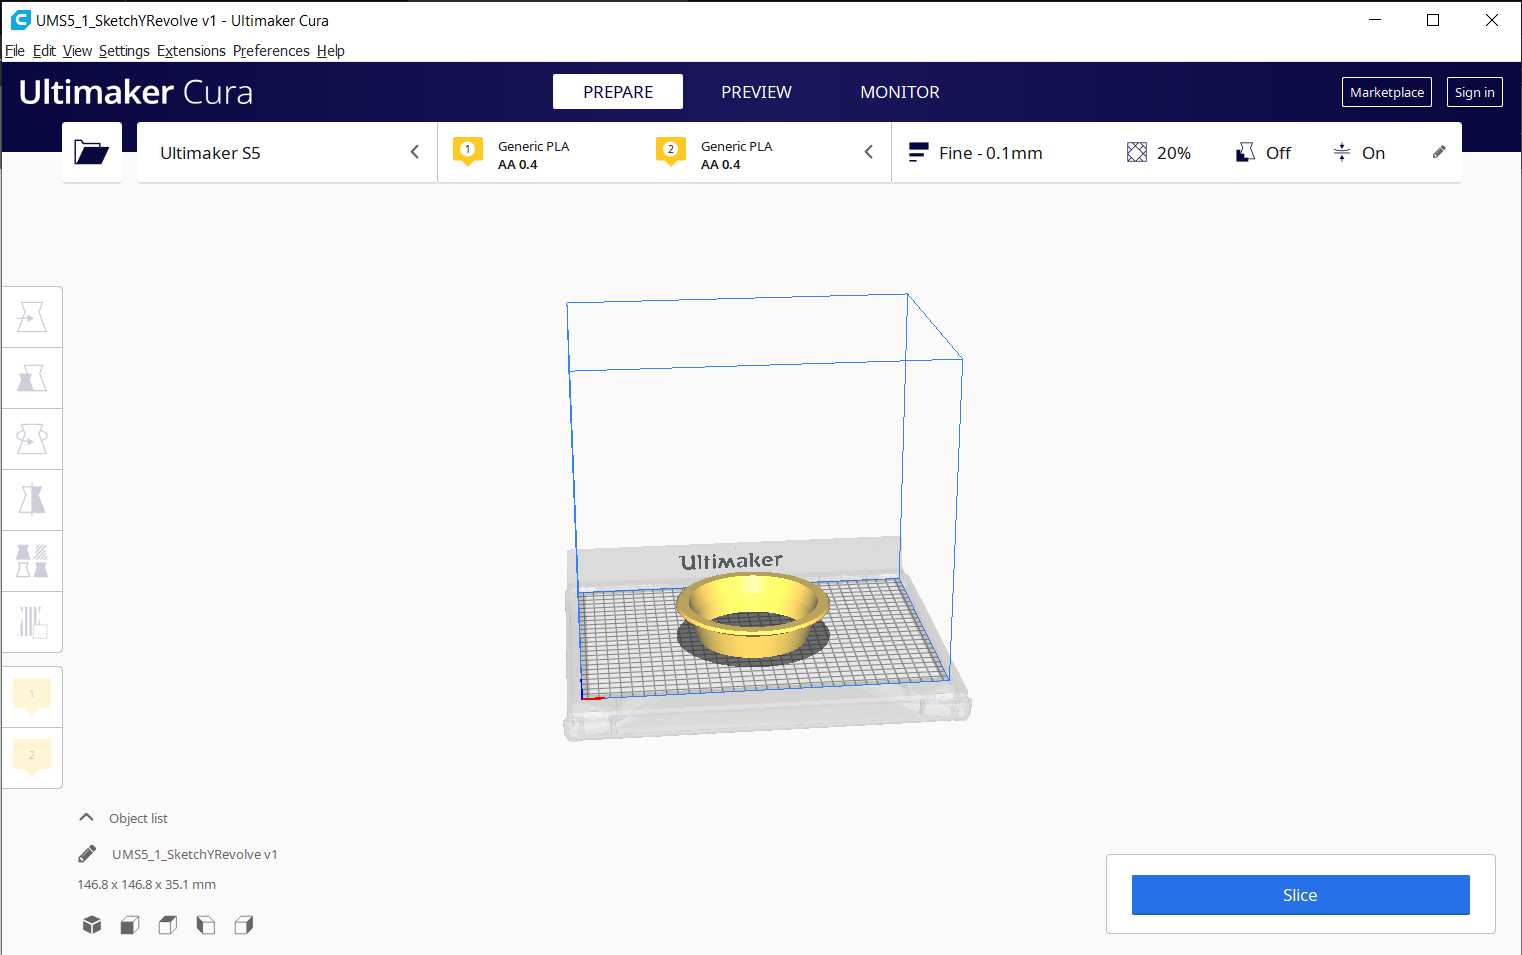 UMS5_1_SketchYRevolve v1 - Ultimaker Cura
File Edit View Settings Extensions Preferences Help
Ultimaker Cura
PREPARE
PREVIEW
MONITOR
Marketplace
Sign in
Ultimaker S5
1
Generic PLA
AA 0.4
2
Generic PLA
AA 0.4
Fine - 0.1mm
20%
Off
On
Ultimaker
1
2
Object list
UMS5_1_SketchYRevolve v1
146.8 x 146.8 x 35.1 mm
Slice